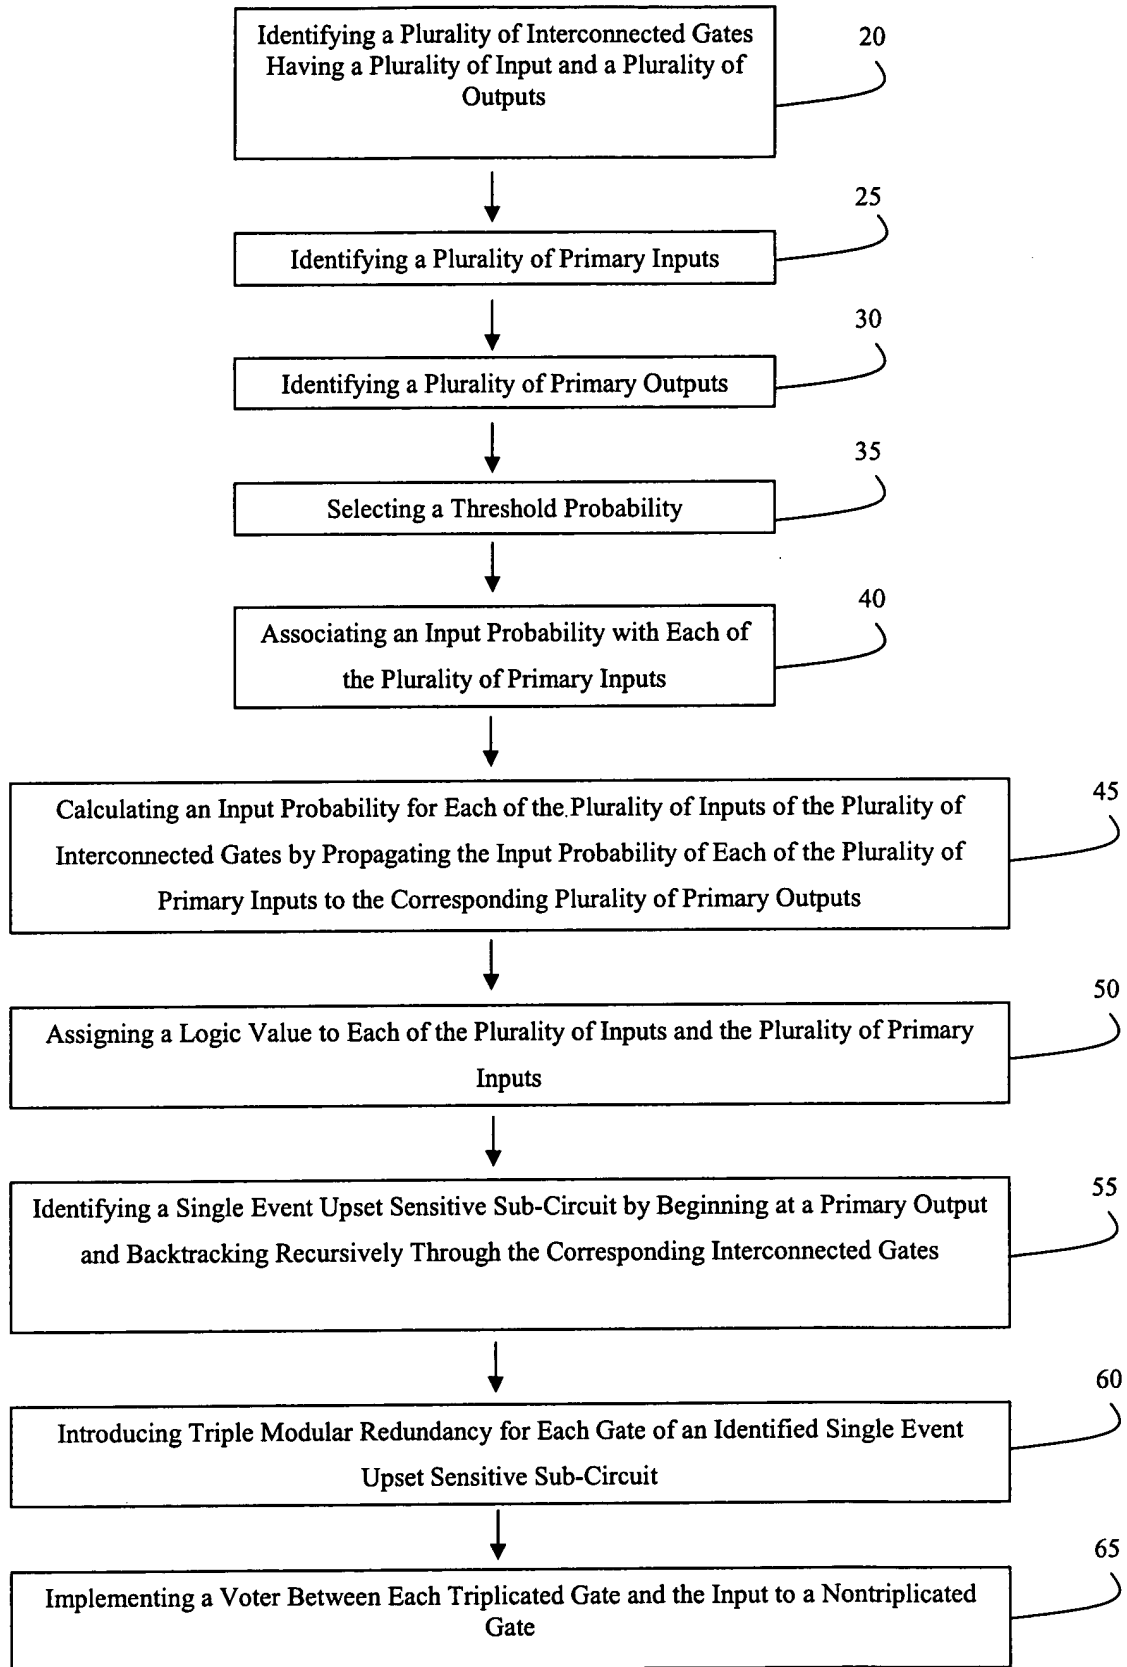 Identifying a Plurality of Interconnected Gates
Having a Plurality of Input and a Plurality of
Outputs
20
25
Identifying a Plurality of Primary Inputs
30
Identifying a Plurality of Primary Outputs
35
Selecting a Threshold Probability
40
Associating an Input Probability with Each of
the Plurality of Primary Inputs
45
Calculating an Input Probability for Each of the Plurality of Inputs of the Plurality of
Interconnected Gates by Propagating the Input Probability of Each of the Plurality of
Primary Inputs to the Corresponding Plurality of Primary Outputs
50
Assigning a Logic Value to Each of the Plurality of Inputs and the Plurality of Primary
Inputs
55
Identifying a Single Event Upset Sensitive Sub-Circuit by Beginning at a Primary Output
and Backtracking Recursively Through the Corresponding Interconnected Gates
60
Introducing Triple Modular Redundancy for Each Gate of an Identified Single Event
Upset Sensitive Sub-Circuit
65
Implementing a Voter Between Each Triplicated Gate and the Input to a Nontriplicated
Gate